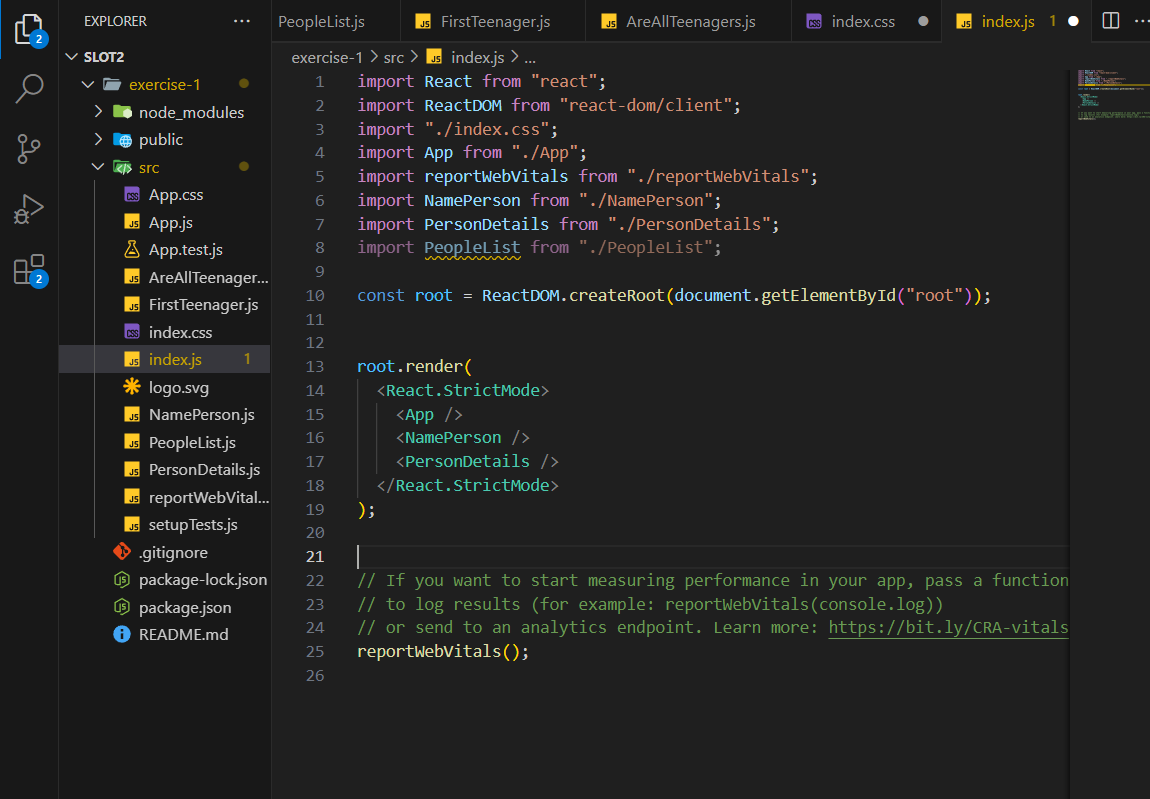 EXPLORER
SLOT2
exercise-1
node_modules
public
src
App.css
App.js
App.test.js
AreAllTeenager...
FirstTeenager.js
index.css
index.js 1
logo.svg
NamePerson.js
PeopleList.js
PersonDetails.js
reportWebVital...
setupTests.js
.gitignore
package-lock.json
package.json
README.md
2
2
PeopleList.js FirstTeenager.js AreAllTeenagers.js index.css index.js 1
exercise-1 > src > index.js > ...
1 import React from "react";
2 import ReactDOM from "react-dom/client";
3 import "./index.css";
4 import App from "./App";
5 import reportWebVitals from "./reportWebVitals";
6 import NamePerson from "./NamePerson";
7 import PersonDetails from "./PersonDetails";
8 import PeopleList from "./PeopleList";
9
10 const root = ReactDOM.createRoot(document.getElementById("root"));
11
12
13 root.render(
14 <React.StrictMode>
15 <App />
16 <NamePerson />
17 <PersonDetails />
18 </React.StrictMode>
19 );
20
21
22 // If you want to start measuring performance in your app, pass a function
23 // to log results (for example: reportWebVitals(console.log))
24 // or send to an analytics endpoint. Learn more: https://bit.ly/CRA-vitals
25 reportWebVitals();
26